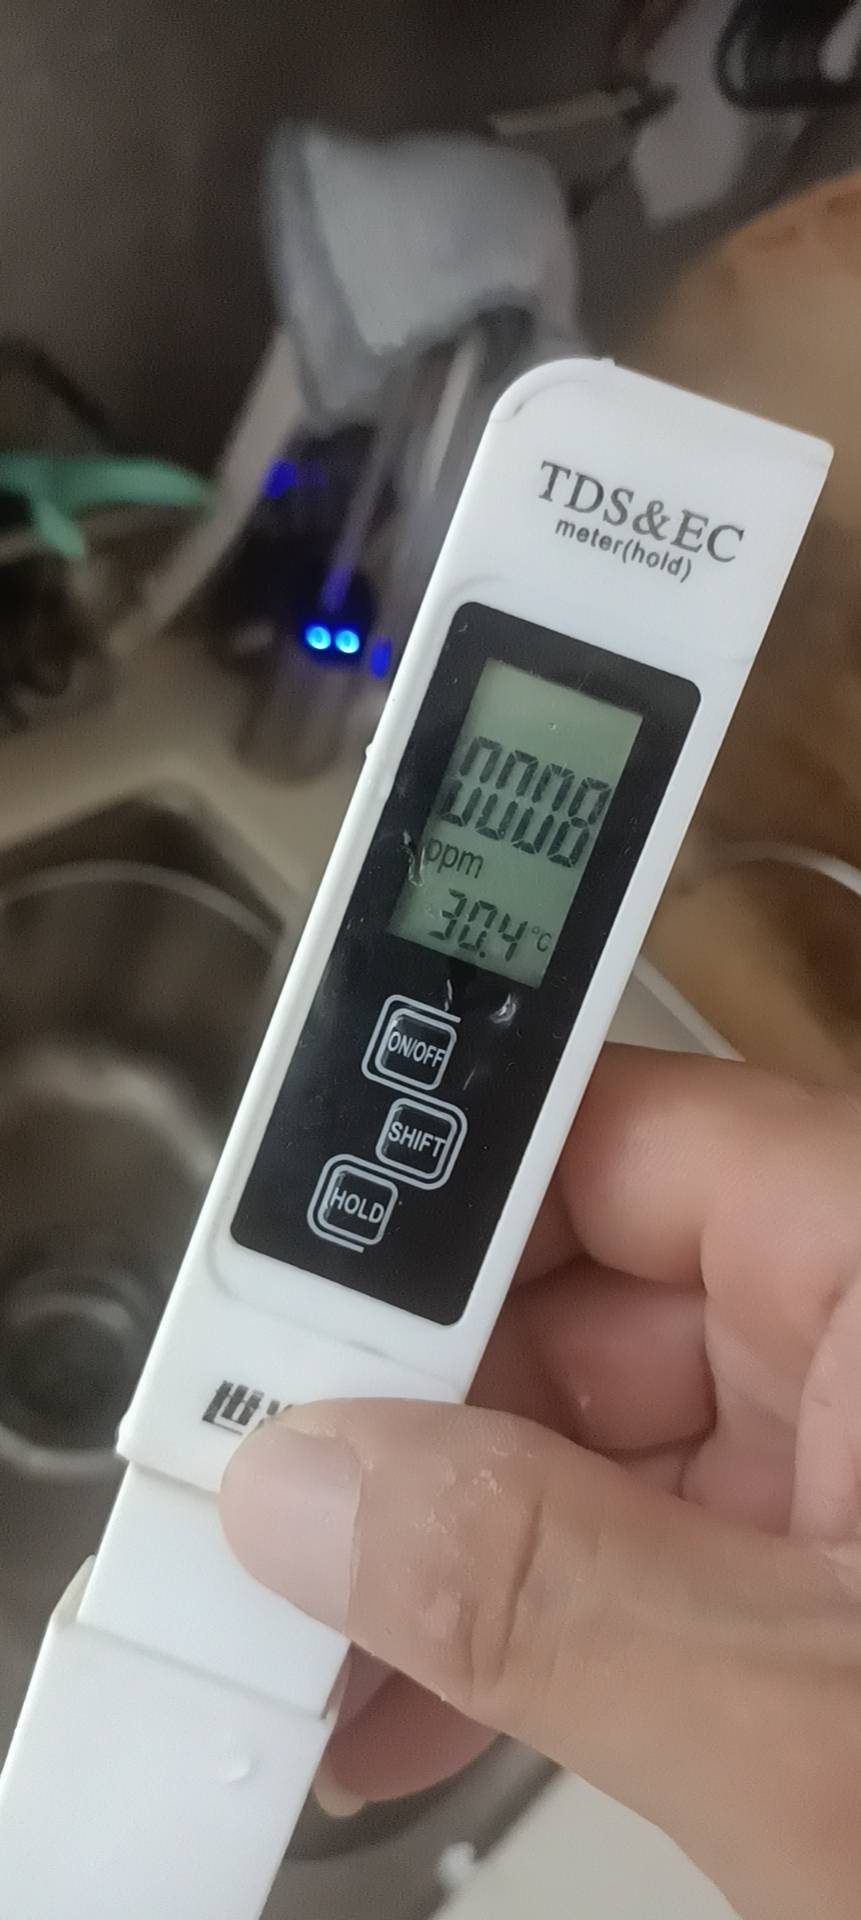 TDS&EC
meter(hold)
0008
ppm
30.4°C
ON/OFF
SHIFT
HOLD